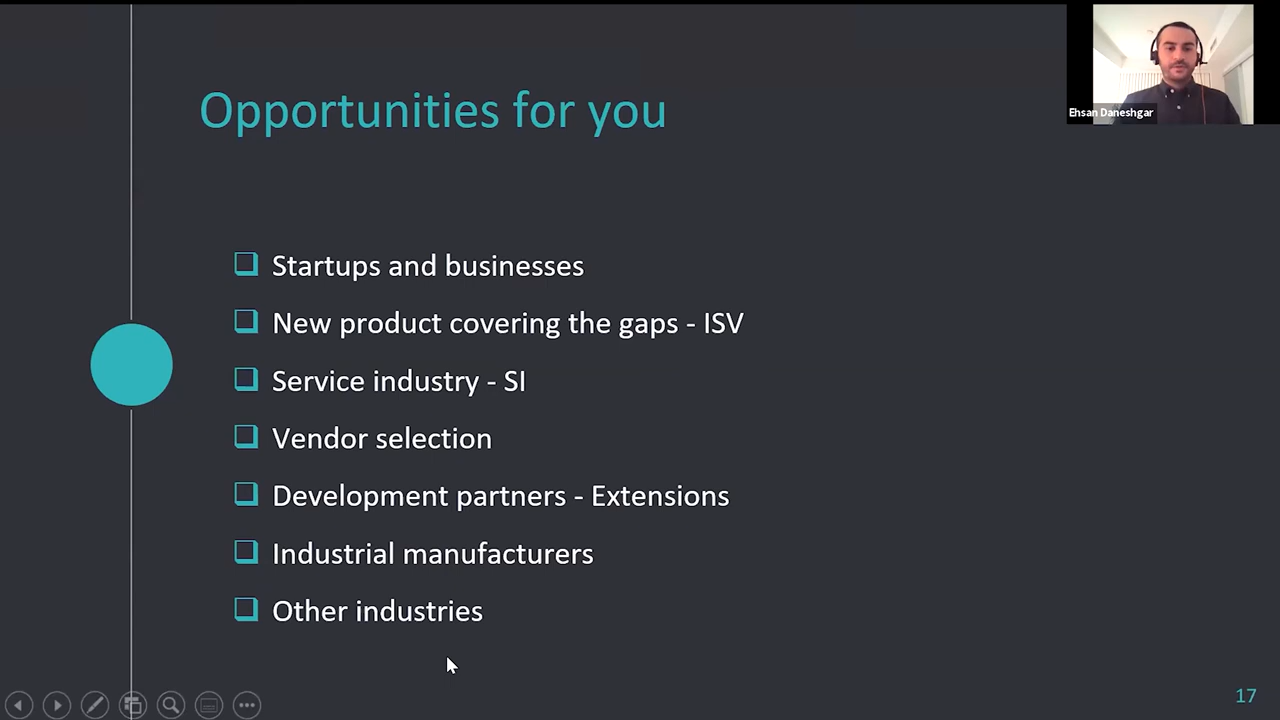 Opportunities for you
Ehsan Daneshgar
Startups and businesses
New product covering the gaps - ISV
Service industry - SI
Vendor selection
Development partners - Extensions
Industrial manufacturers
Other industries
17